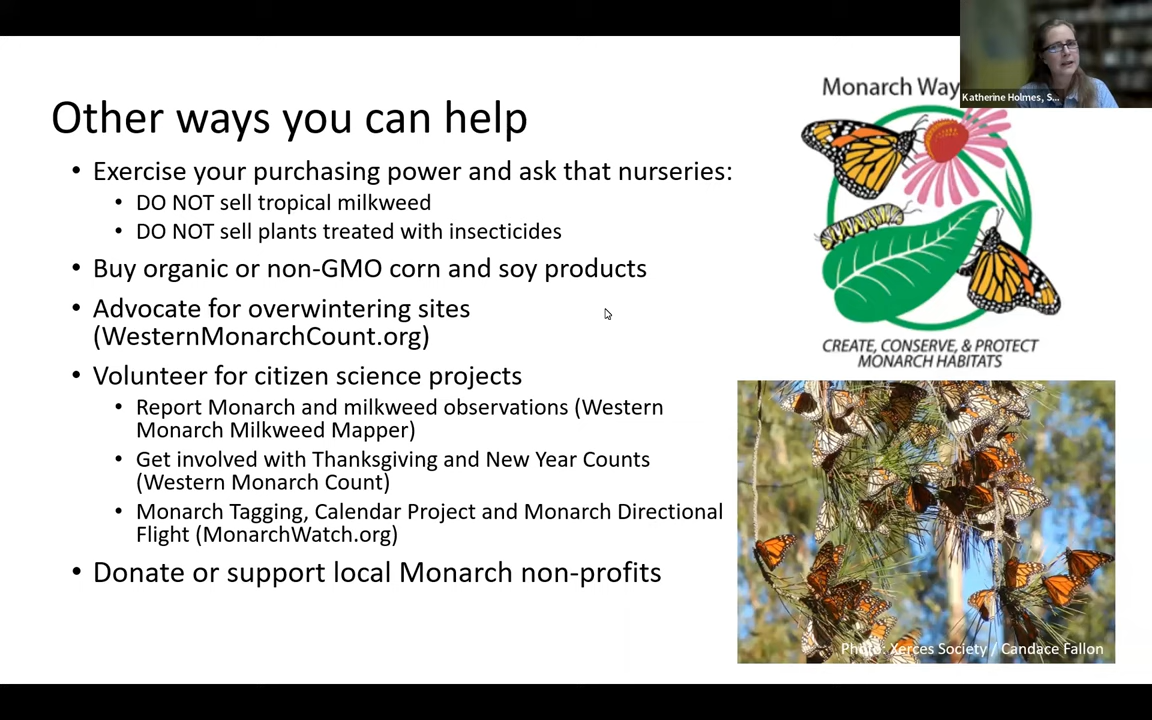 Katherine Holmes, S...
Monarch Way
Other ways you can help
• Exercise your purchasing power and ask that nurseries:
• DO NOT sell tropical milkweed
• DO NOT sell plants treated with insecticides
• Buy organic or non-GMO corn and soy products
• Advocate for overwintering sites
(WesternMonarchCount.org)
• Volunteer for citizen science projects
• Report Monarch and milkweed observations (Western
Monarch Milkweed Mapper)
• Get involved with Thanksgiving and New Year Counts
(Western Monarch Count)
• Monarch Tagging, Calendar Project and Monarch Directional
Flight (MonarchWatch.org)
• Donate or support local Monarch non-profits
CREATE, CONSERVE, & PROTECT
MONARCH HABITATS
Photo: Xerces Society / Candace Fallon